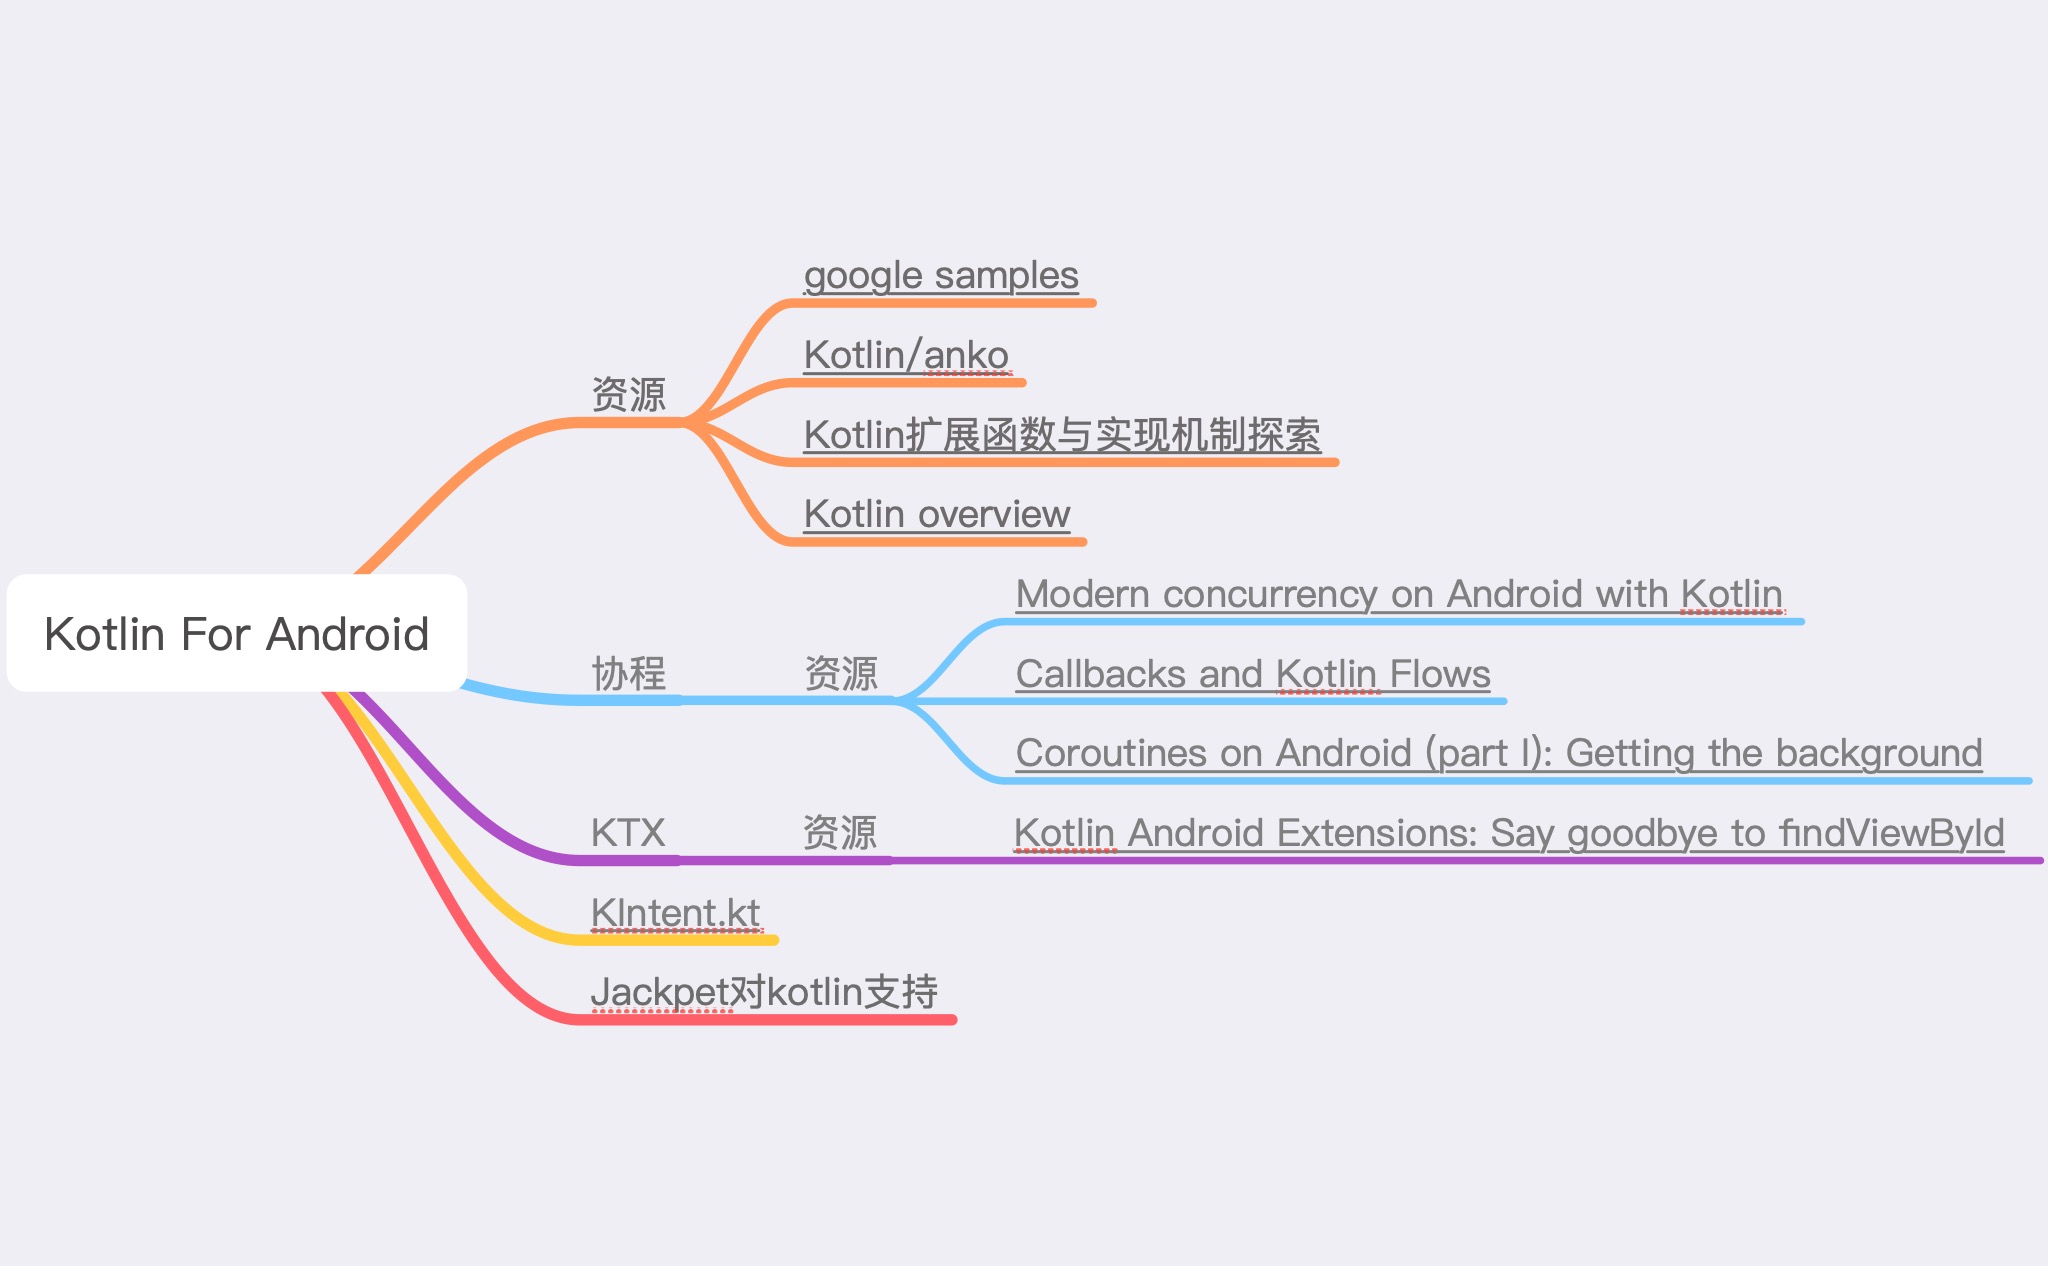 google samples
Kotlin/anko
资源
Kotlin扩展函数与实现机制探索
Kotlin overview
Kotlin For Android
Modern concurrency on Android with Kotlin
协程
资源
Callbacks and Kotlin Flows
Coroutines on Android (part I): Getting the background
KTX
资源
Kotlin Android Extensions: Say goodbye to findViewById
KIntent.kt
Jackpet对kotlin支持